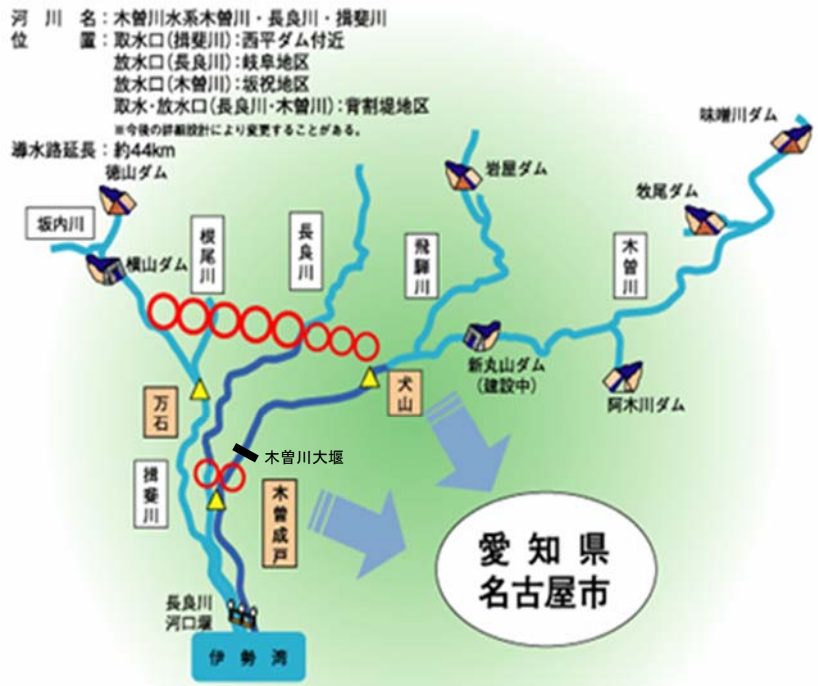 河川名：木曽川水系木曽川・長良川・揖斐川
位置：取水口（揖斐川）：西平ダム付近
放水口（長良川）：岐阜地区
放水口（木曽川）：坂祝地区
取水・放水口（長良川・木曽川）：背割堤地区
※今後の詳細設計により変更することがある。
導水路延長：約44km
味噌川ダム
徳山ダム
岩屋ダム
牧尾ダム
坂内川
根尾川
長良川
飛騨川
木曽川
横山ダム
新丸山ダム
（建設中）
阿木川ダム
犬山
万石
木曽川大堰
揖斐川
木曽成戸
愛知県
名古屋市
長良川
河口堰
伊勢湾